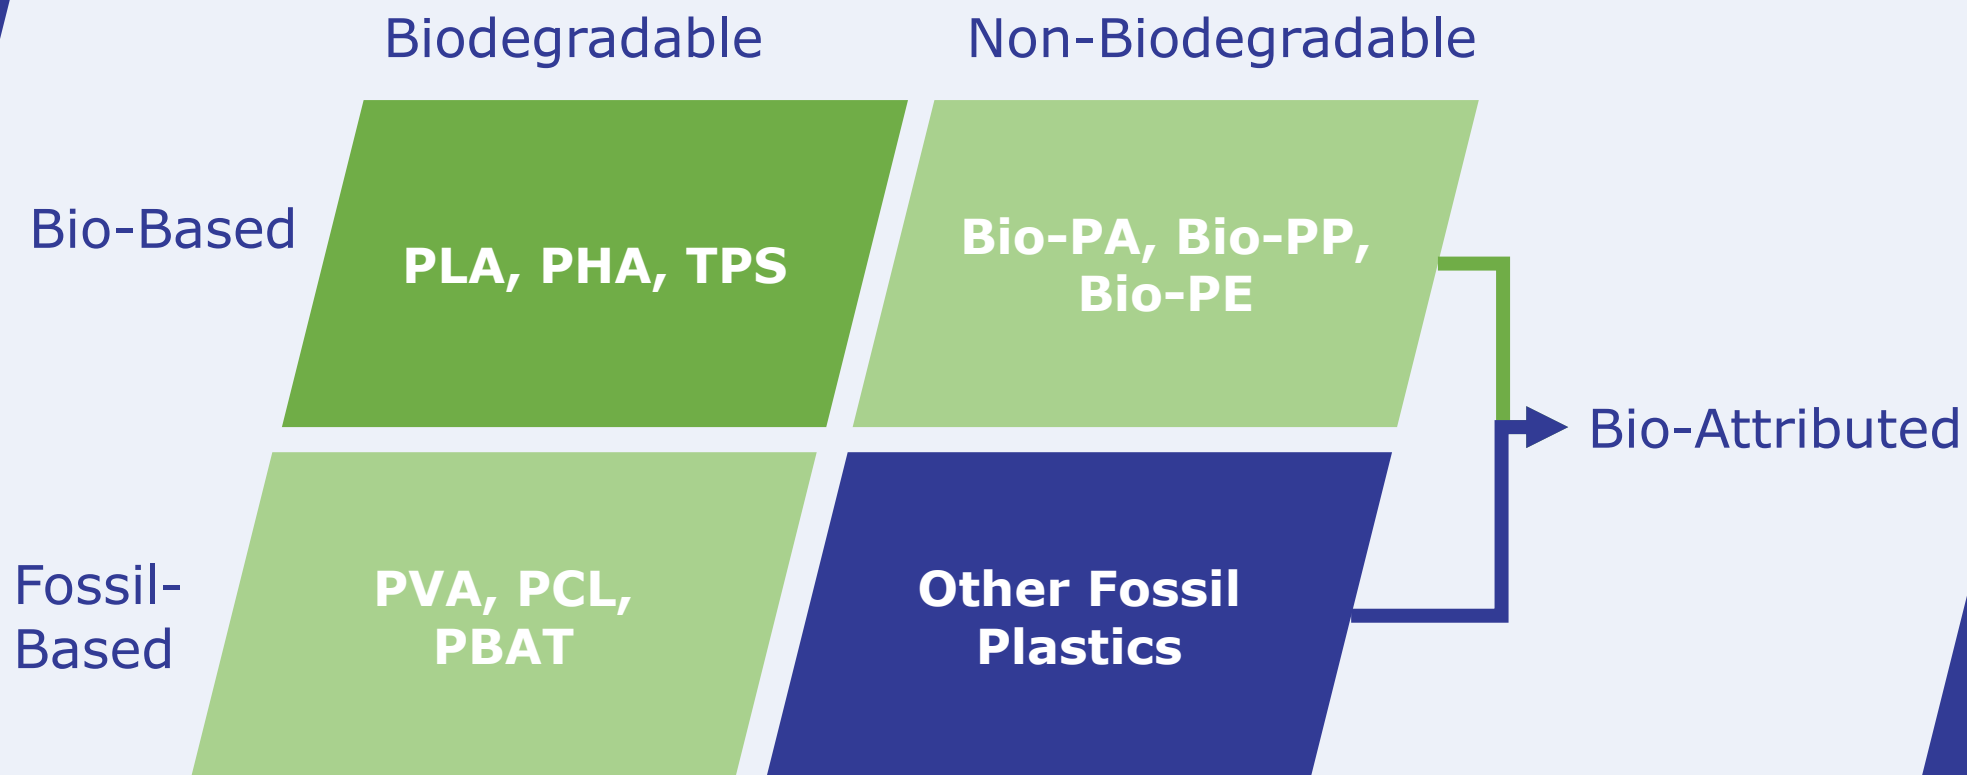 Biodegradable
Non-Biodegradable
Bio-Based
PLA, PHA, TPS
Bio-PA, Bio-PP,
Bio-PE
Bio-Attributed
Fossil-
Based
PVA, PCL,
PBAT
Other Fossil
Plastics